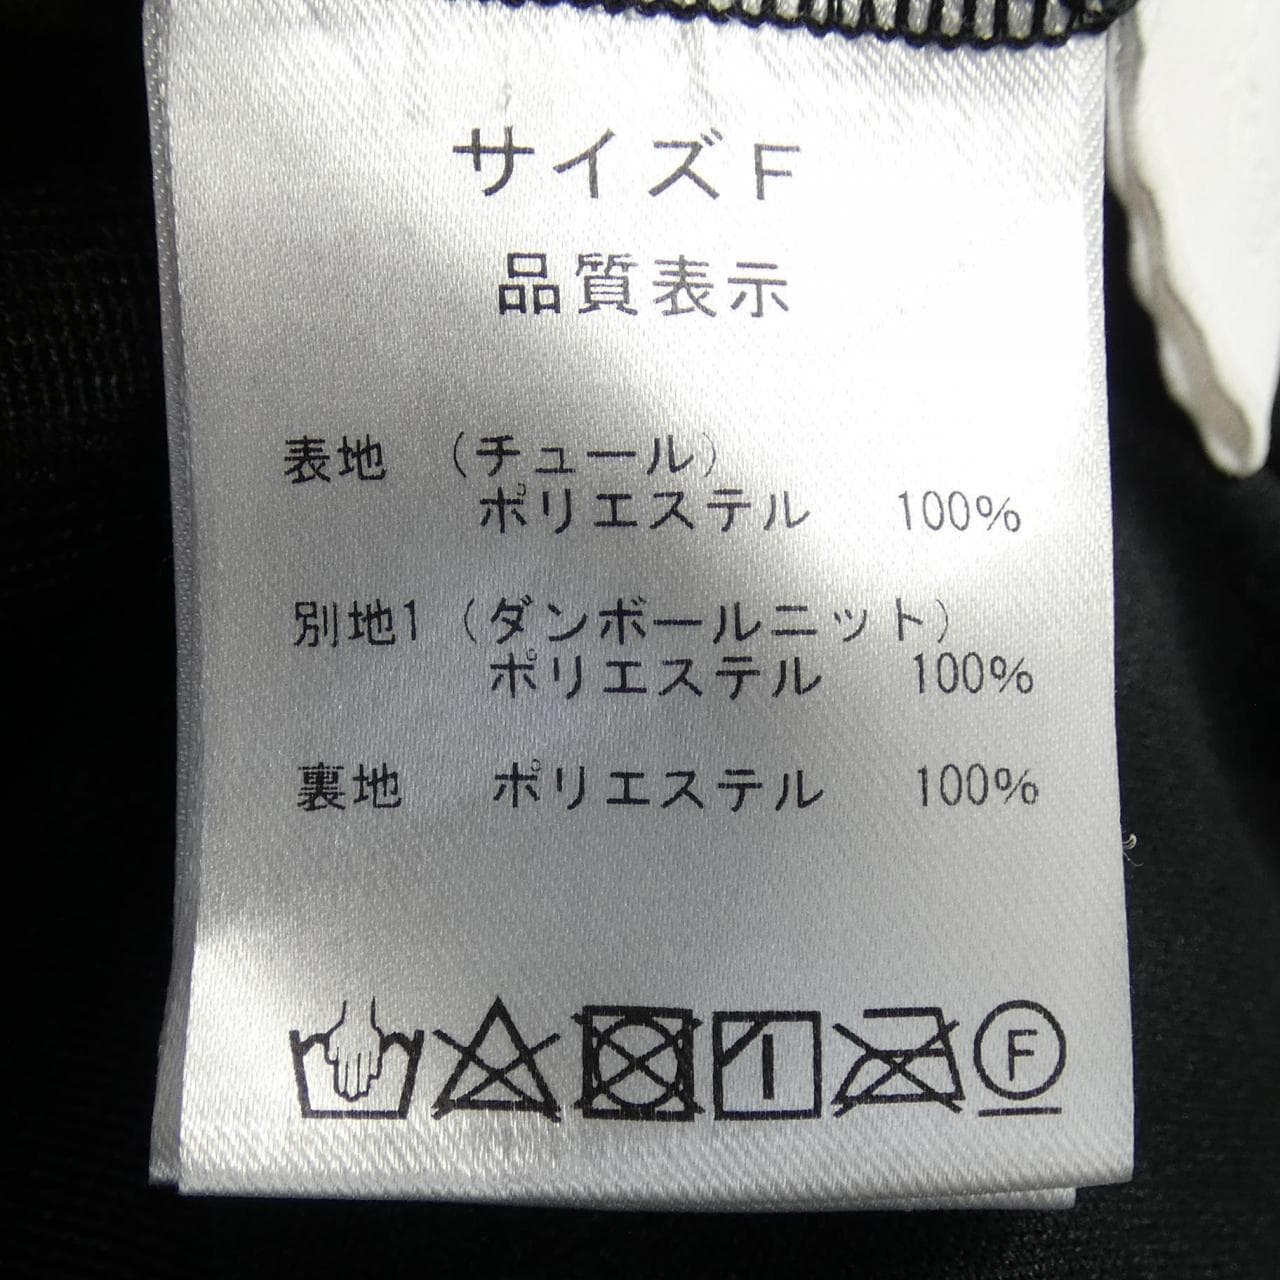 サイズF
品質表示
表地 （チュール）
ポリエステル 100%
別地1（ダンボールニット）
ポリエステル 100%
裏地 ポリエステル 100%
F